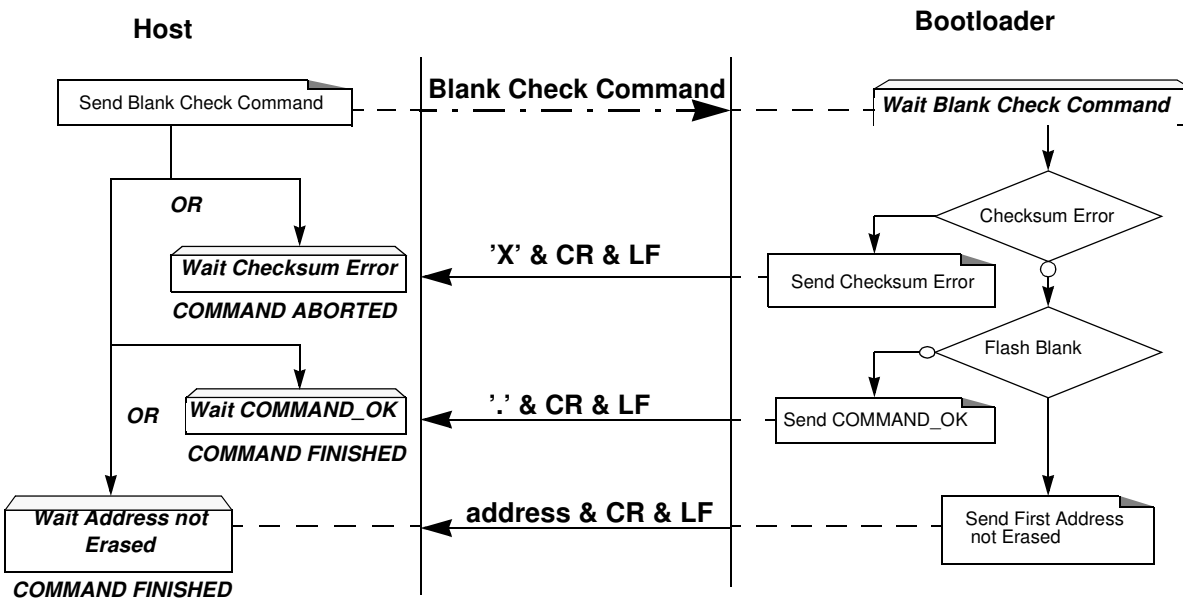 Host
Bootloader
Send Blank Check Command
Blank Check Command
Wait Blank Check Command
OR
Checksum Error
Wait Checksum Error
’X’ & CR & LF
Send Checksum Error
COMMAND ABORTED
Flash Blank
OR
Wait COMMAND_OK
’.’ & CR & LF
Send COMMAND_OK
COMMAND FINISHED
Wait Address not
Erased
address & CR & LF
Send First Address
not Erased
COMMAND FINISHED